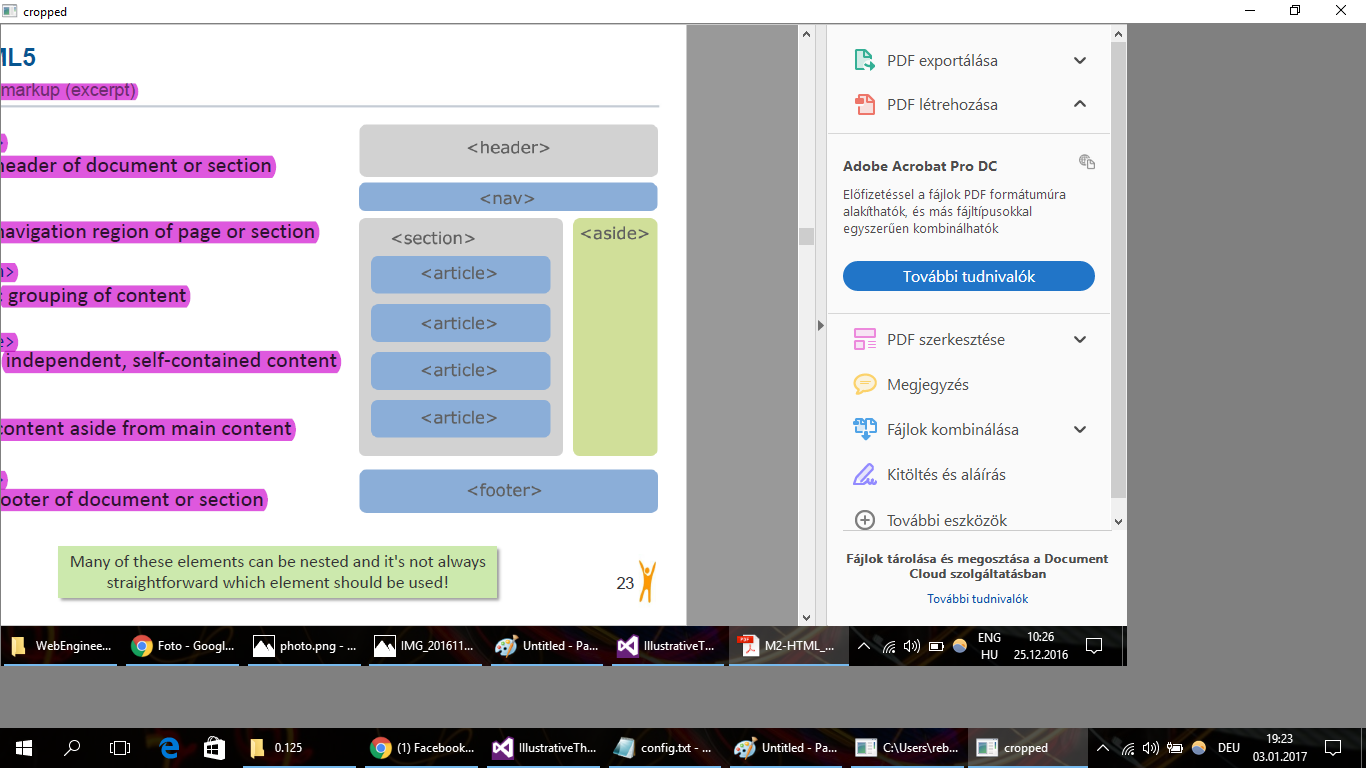 cropped
ML5
markup (excerpt)
header of document or section
navigation region of page or section
n>
grouping of content
e>
independent, self-contained content
content aside from main content
footer of document or section
<header>
<nav>
<section>
<aside>
<article>
<article>
<article>
<article>
<footer>
Many of these elements can be nested and it's not always
straightforward which element should be used!
23
PDF exportálása
PDF létrehozása
Adobe Acrobat Pro DC
Előfizetéssel a fájlok PDF formátumúra
alakíthatók, és más fájltípusokkal
egyszerűen kombinálhatók
További tudnivalók
PDF szerkesztése
Megjegyzés
Fájlok kombinálása
Kitöltés és aláírás
További eszközök
Fájlok tárolása és megosztása a Document
Cloud szolgáltatásban
További tudnivalók
WebEnginee...
Foto - Googl...
photo.png - ...
IMG_201611...
Untitled - Pa...
IllustrativeT...
M2-HTML_...
ENG
HU
10:26
25.12.2016
0.125
(1) Facebook...
IllustrativeTh...
config.txt - ...
Untitled - Pa...
C:\Users\reb...
cropped
DEU
19:23
03.01.2017